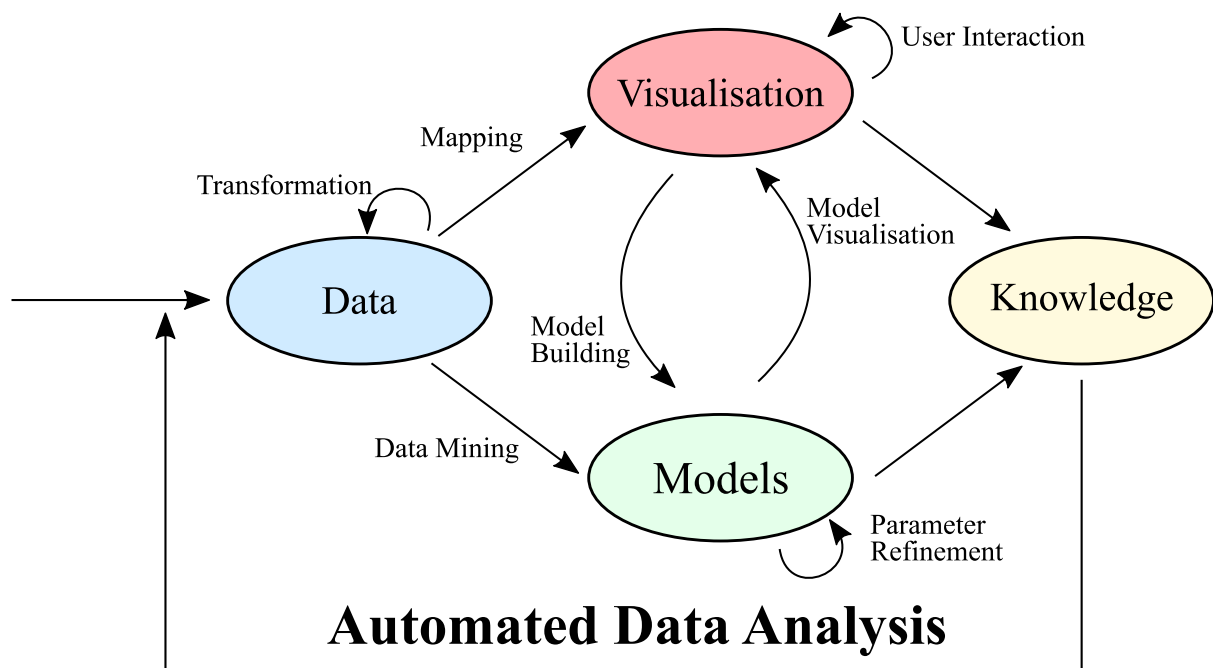 User Interaction
Visualisation
Mapping
Transformation
Model
Visualisation
Data
Knowledge
Model
Building
Data Mining
Models
Parameter
Refinement
Automated Data Analysis